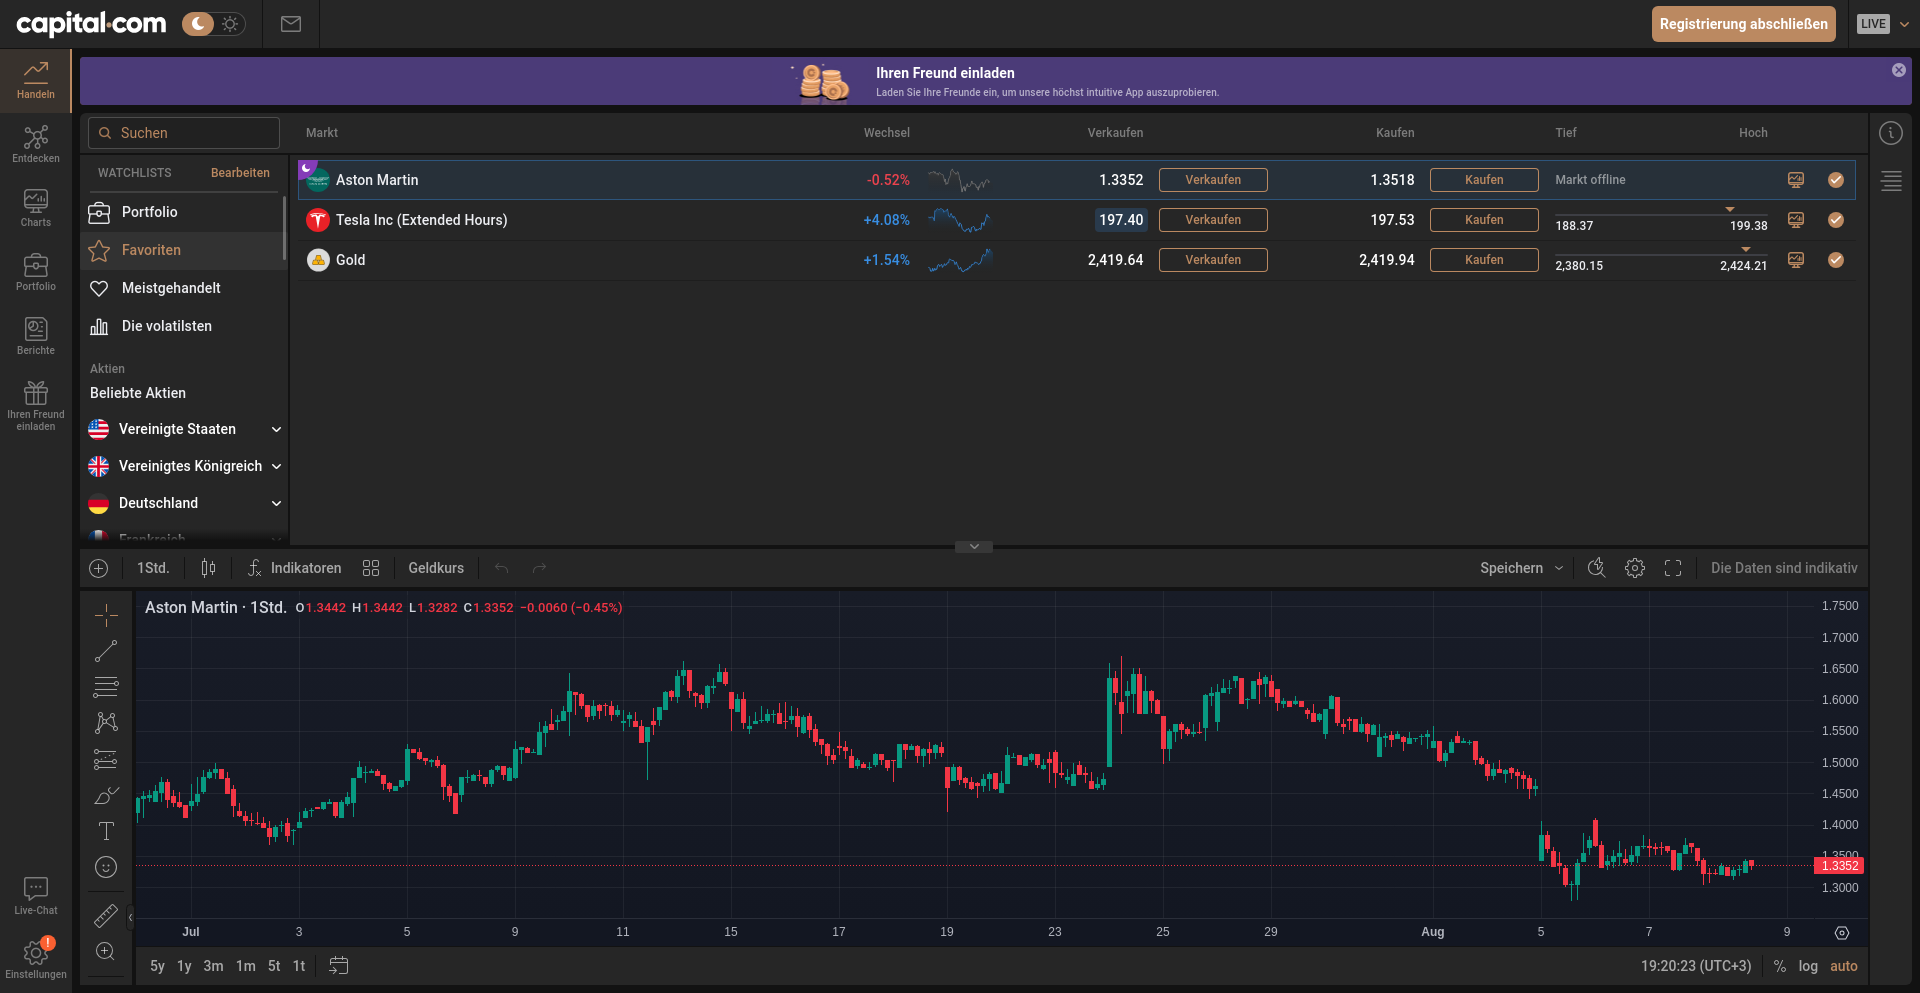 capital.com
Registrierung abschließen
LIVE
Handeln
Ihren Freund einladen
Laden Sie Ihre Freunde ein, um unsere höchst intuitive App auszuprobieren.
Suchen
Markt
Wechsel
Verkaufen
Kaufen
Tief
Hoch
Entdecken
WATCHLISTS
Bearbeiten
Aston Martin
-0.52%
1.3352
Verkaufen
1.3518
Kaufen
Markt offline
Charts
Portfolio
Tesla Inc (Extended Hours)
+4.08%
197.40
Verkaufen
197.53
Kaufen
188.37
199.38
Favoriten
Gold
+1.54%
2,419.64
Verkaufen
2,419.94
Kaufen
2,380.15
2,424.21
Portfolio
Meistgehandelt
Die volatilsten
Berichte
Aktien
Beliebte Aktien
Ihren Freund
einladen
Vereinigte Staaten
Vereinigtes Königreich
Deutschland
Frankreich
1Std.
Indikatoren
Geldkurs
Speichern
Die Daten sind indikativ
Aston Martin · 1Std. O1.3442 H1.3442 L1.3282 C1.3352 −0.0060 (−0.45%)
1.7500
1.7000
1.6500
1.6000
1.5500
1.5000
1.4500
1.4000
1.3500
1.3352
1.3000
Live-Chat
Einstellungen
Jul
3
5
9
11
15
17
19
23
25
29
Aug
5
7
9
5y
1y
3m
1m
5t
1t
19:20:23 (UTC+3)
%
log
auto